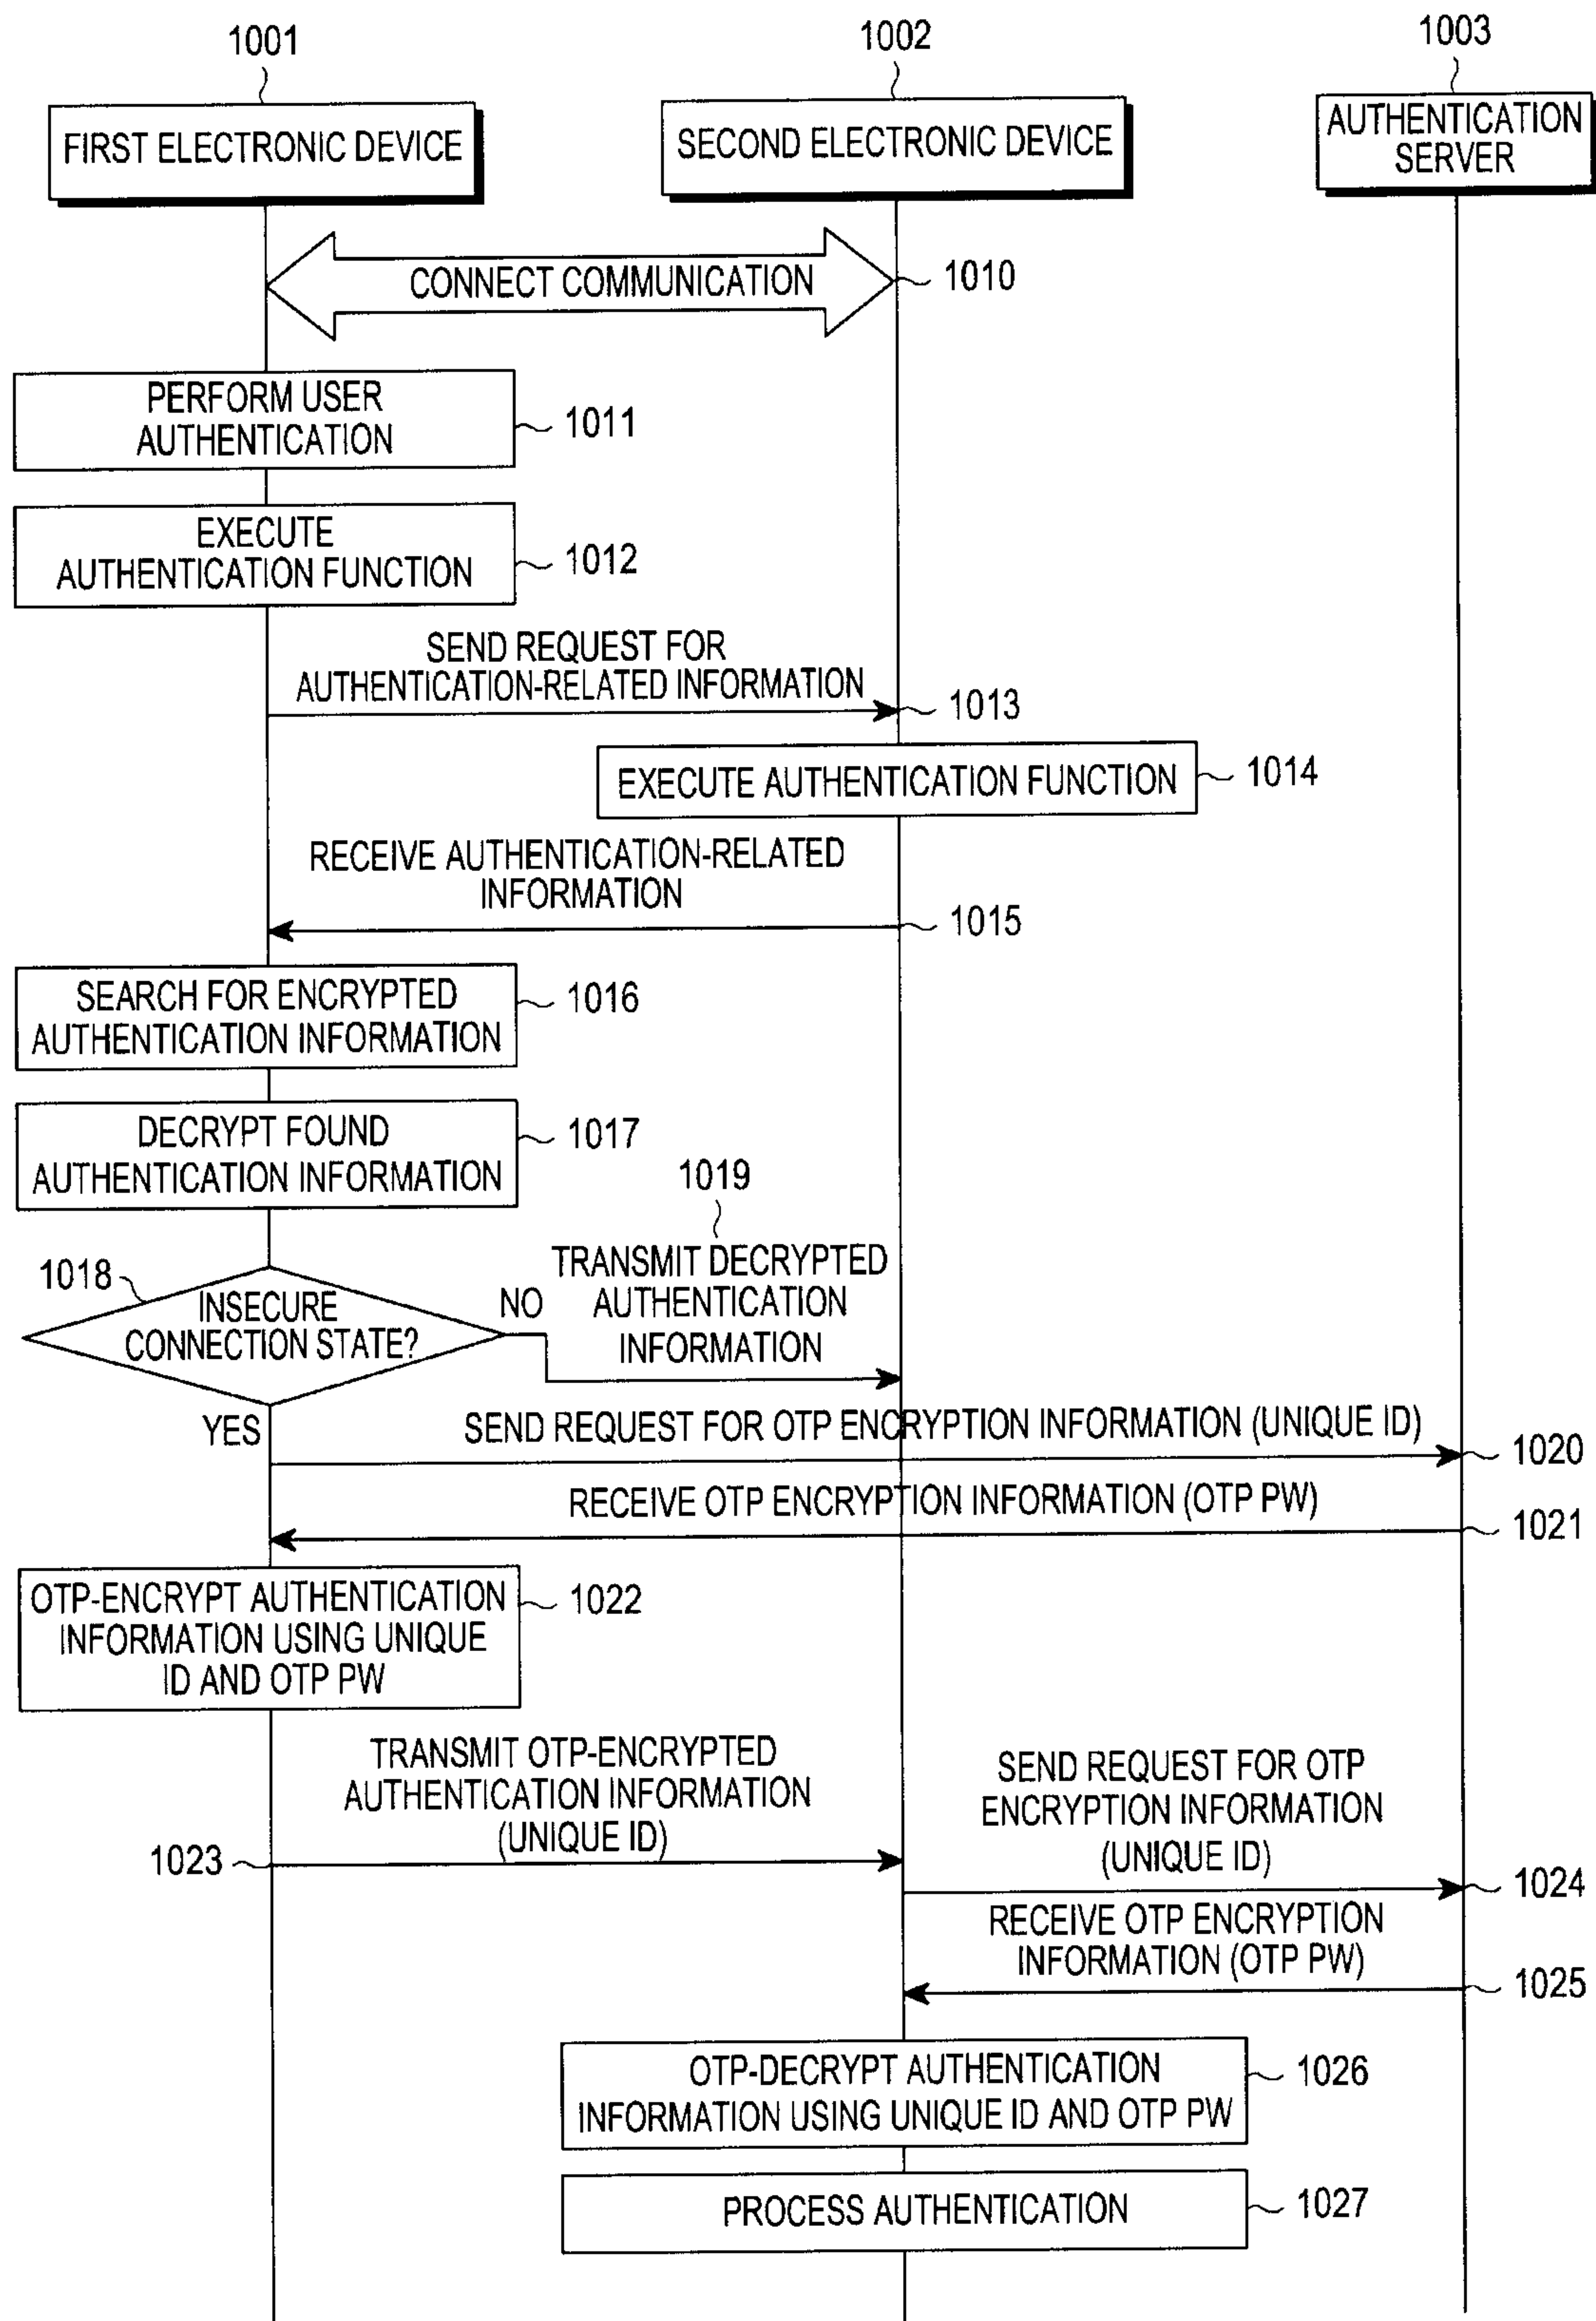 1001
1002
1003
FIRST ELECTRONIC DEVICE
SECOND ELECTRONIC DEVICE
AUTHENTICATION
SERVER
CONNECT COMMUNICATION
1010
PERFORM USER
AUTHENTICATION
1011
EXECUTE
AUTHENTICATION FUNCTION
1012
SEND REQUEST FOR
AUTHENTICATION-RELATED INFORMATION
1013
EXECUTE AUTHENTICATION FUNCTION
1014
RECEIVE AUTHENTICATION-RELATED
INFORMATION
1015
SEARCH FOR ENCRYPTED
AUTHENTICATION INFORMATION
1016
DECRYPT FOUND
AUTHENTICATION INFORMATION
1017
1019
TRANSMIT DECRYPTED
AUTHENTICATION
INFORMATION
1018
INSECURE
CONNECTION STATE?
NO
YES
SEND REQUEST FOR OTP ENCRYPTION INFORMATION (UNIQUE ID)
1020
RECEIVE OTP ENCRYPTION INFORMATION (OTP PW)
1021
OTP-ENCRYPT AUTHENTICATION
INFORMATION USING UNIQUE
ID AND OTP PW
1022
TRANSMIT OTP-ENCRYPTED
AUTHENTICATION INFORMATION
(UNIQUE ID)
1023
SEND REQUEST FOR OTP
ENCRYPTION INFORMATION
(UNIQUE ID)
1024
RECEIVE OTP ENCRYPTION
INFORMATION (OTP PW)
1025
OTP-DECRYPT AUTHENTICATION
INFORMATION USING UNIQUE ID AND OTP PW
1026
PROCESS AUTHENTICATION
1027